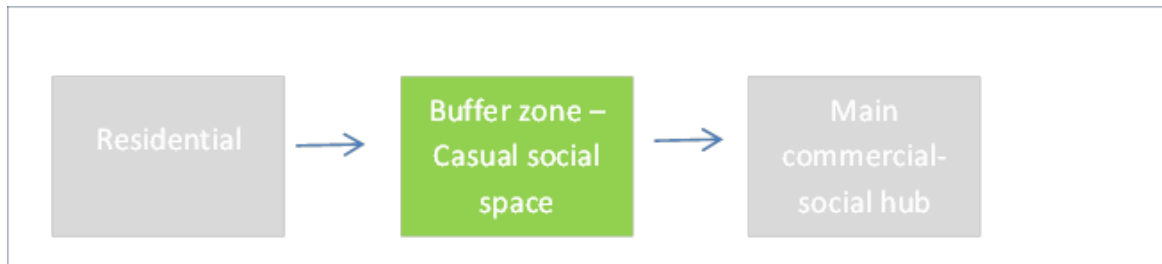 Residential
Buffer zone –
Casual social
space
Main
commercial-
social hub